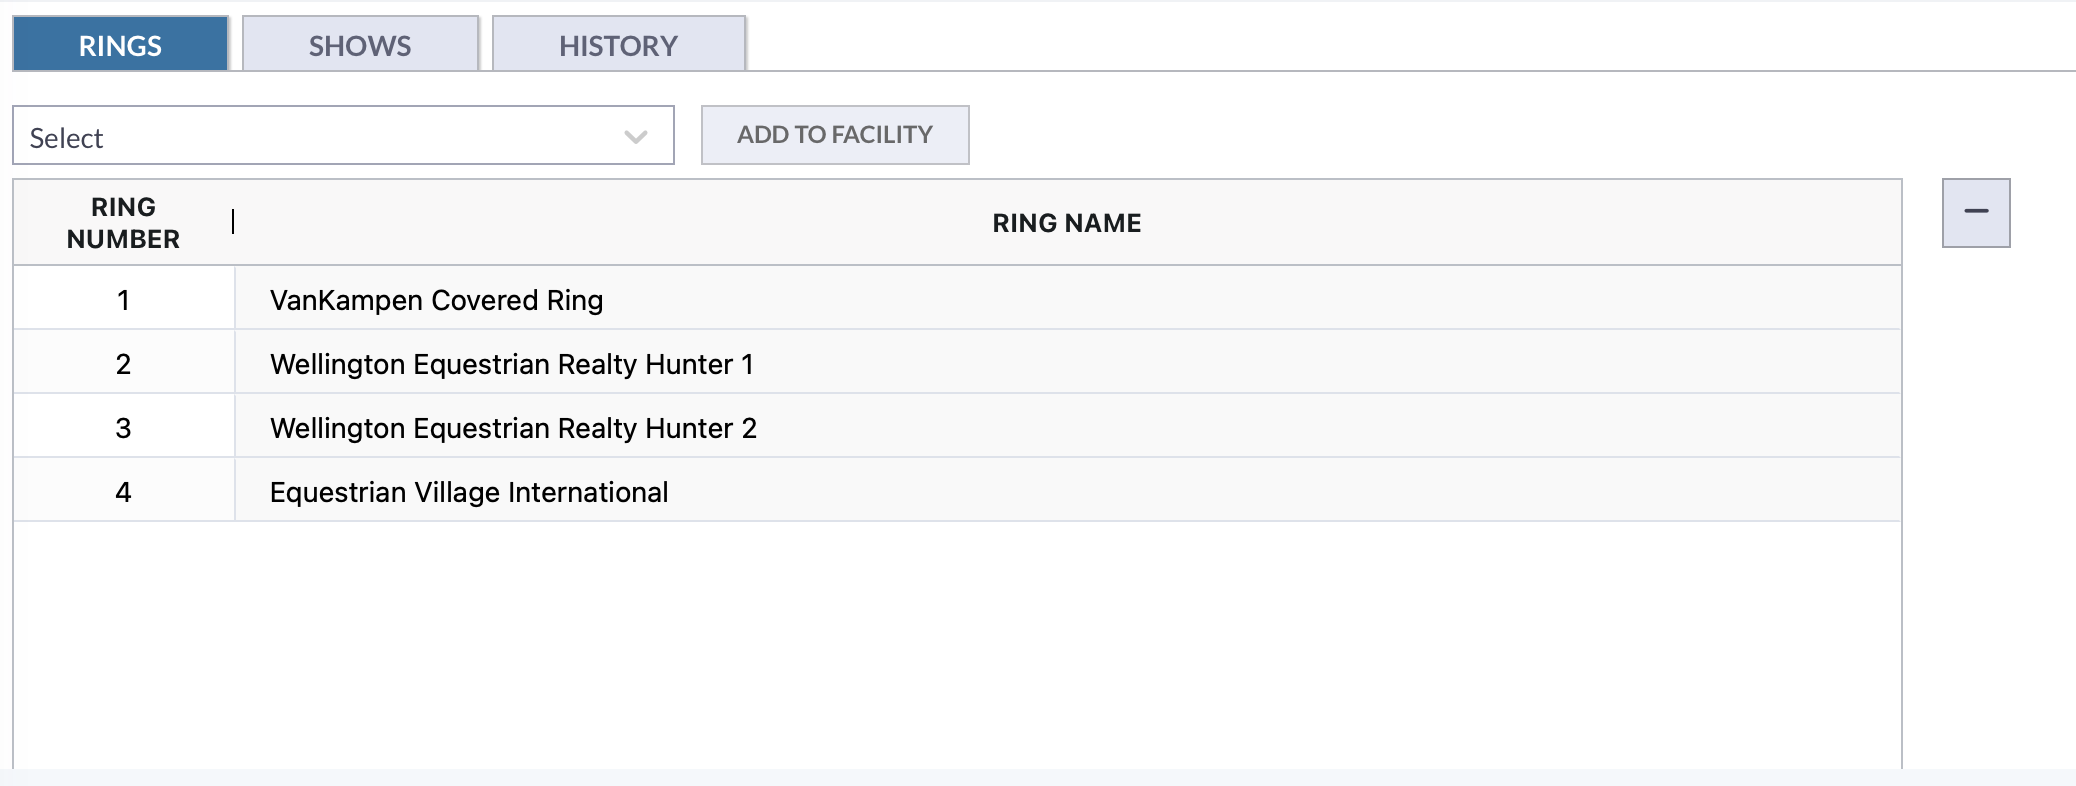 RINGS SHOWS HISTORY
Select ADD TO FACILITY
RING
NUMBER
RING NAME
1 VanKampen Covered Ring
2 Wellington Equestrian Realty Hunter 1
3 Wellington Equestrian Realty Hunter 2
4 Equestrian Village International